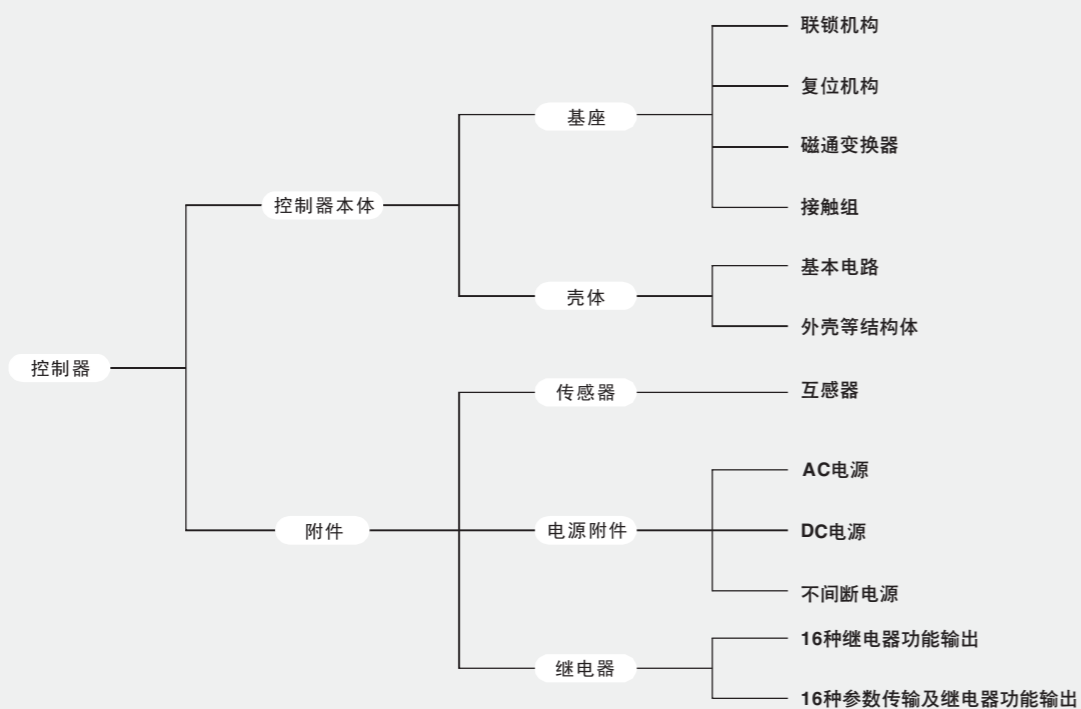 联锁机构
复位机构
基座
磁通变换器
控制器本体
接触组
基本电路
壳体
外壳等结构体
控制器
传感器
互感器
AC电源
附件
电源附件
DC电源
不间断电源
16种继电器功能输出
继电器
16种参数传输及继电器功能输出